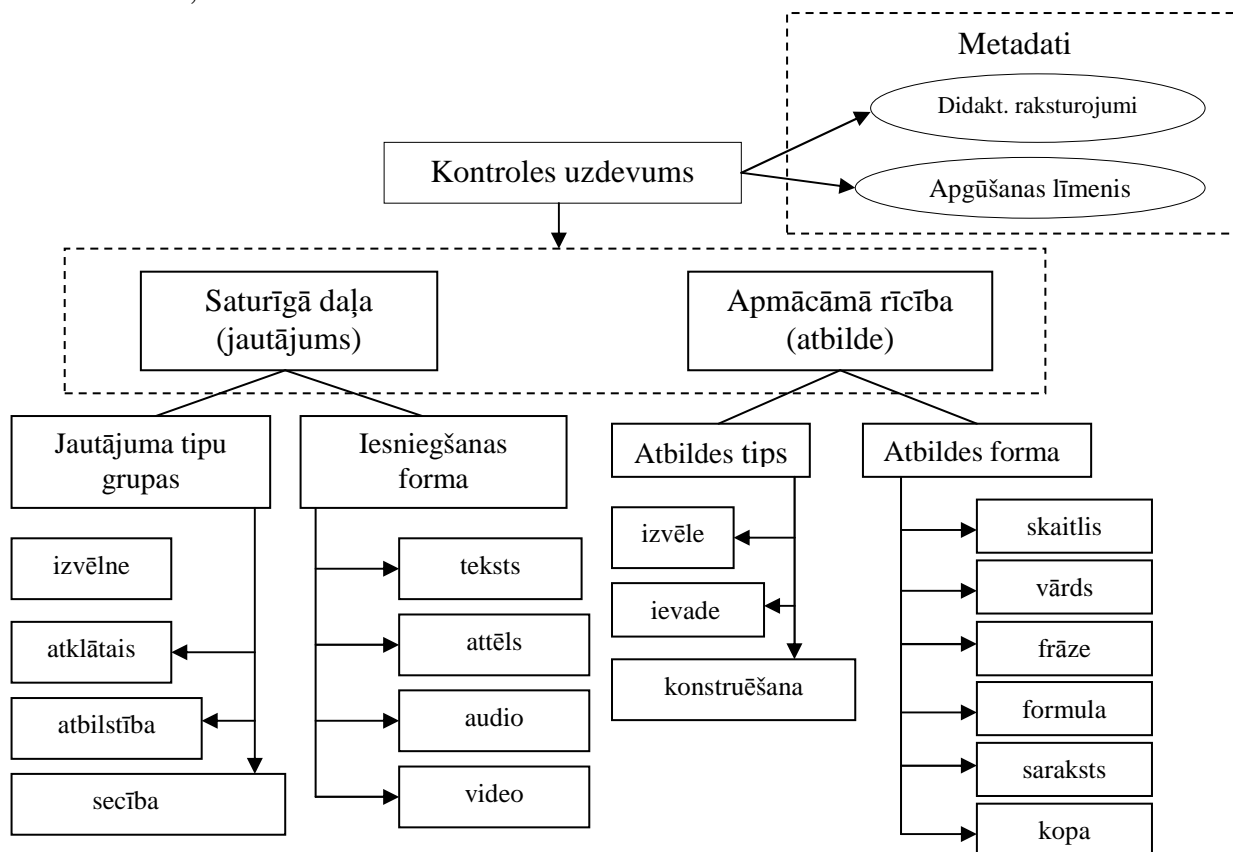 Metadati
Didakt. raksturojumi
Kontroles uzdevums
Apgūšanas līmenis
Saturīgā daļa
(jautājums)
Apmācāmā rīcība
(atbilde)
Jautājuma tipu
grupas
Iesniegšanas
forma
Atbildes tips
Atbildes forma
izvēlne
atklātais
atbilstība
secība
teksts
attēls
audio
video
izvēle
ievade
konstruēšana
skaitlis
vārds
frāze
formula
saraksts
kopa